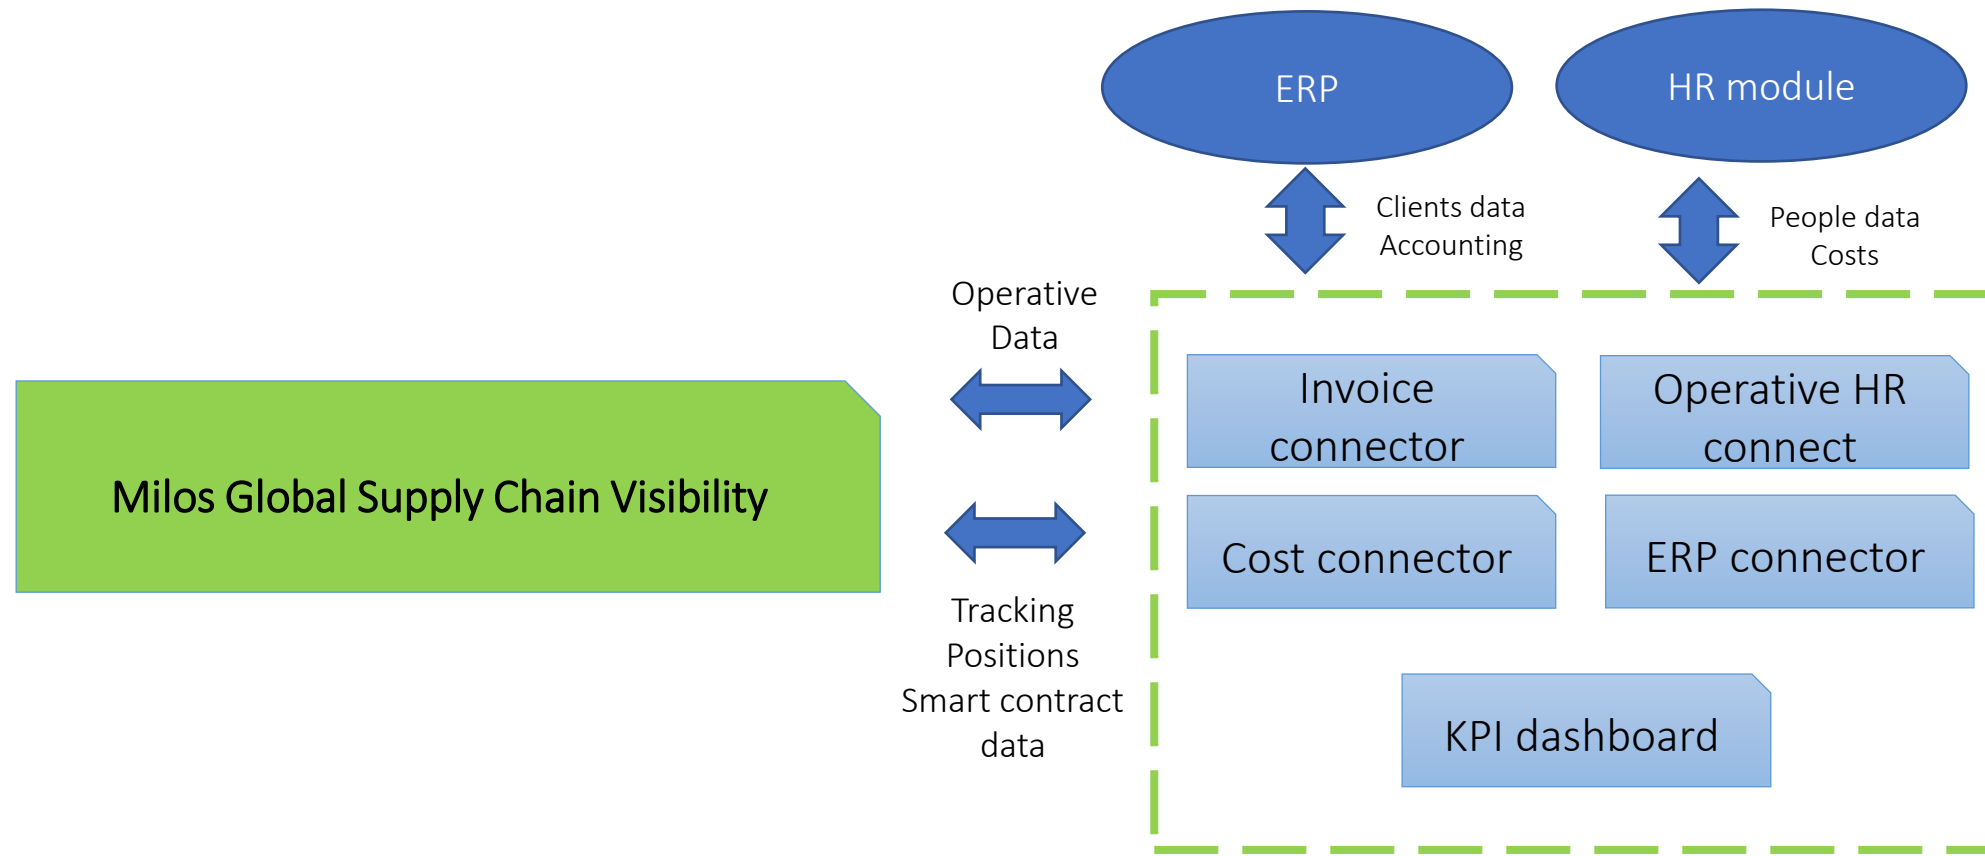 ERP
HR module
Clients data
Accounting
People data
Costs
Operative
Data
Milos Global Supply Chain Visibility
Tracking
Positions
Smart contract
data
Invoice
connector
Operative HR
connect
Cost connector
ERP connector
KPI dashboard